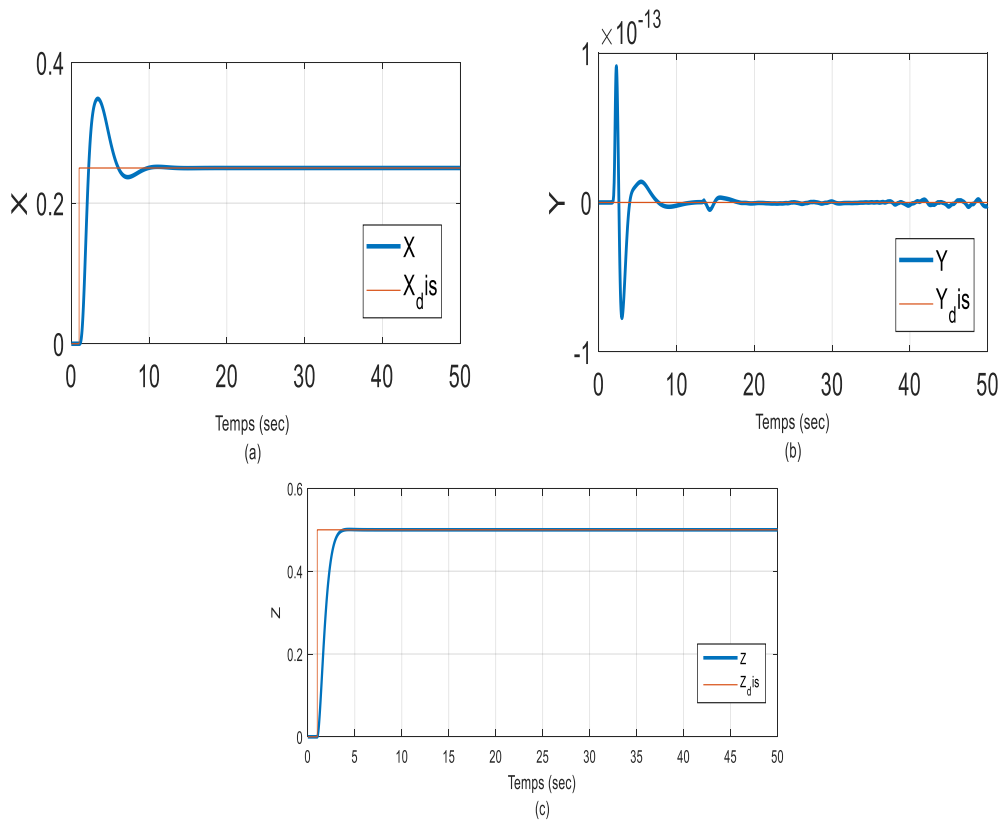 0.4
0.2
0
X
X
X_dis
0 10 20 30 40 50
Temps (sec)
(a)
×10^-13
1
0
-1
Y
Y
Y_dis
0 10 20 30 40 50
Temps (sec)
(b)
0.6
0.4
0.2
0
Z
Z
Z_dis
0 5 10 15 20 25 30 35 40 45 50
Temps (sec)
(c)